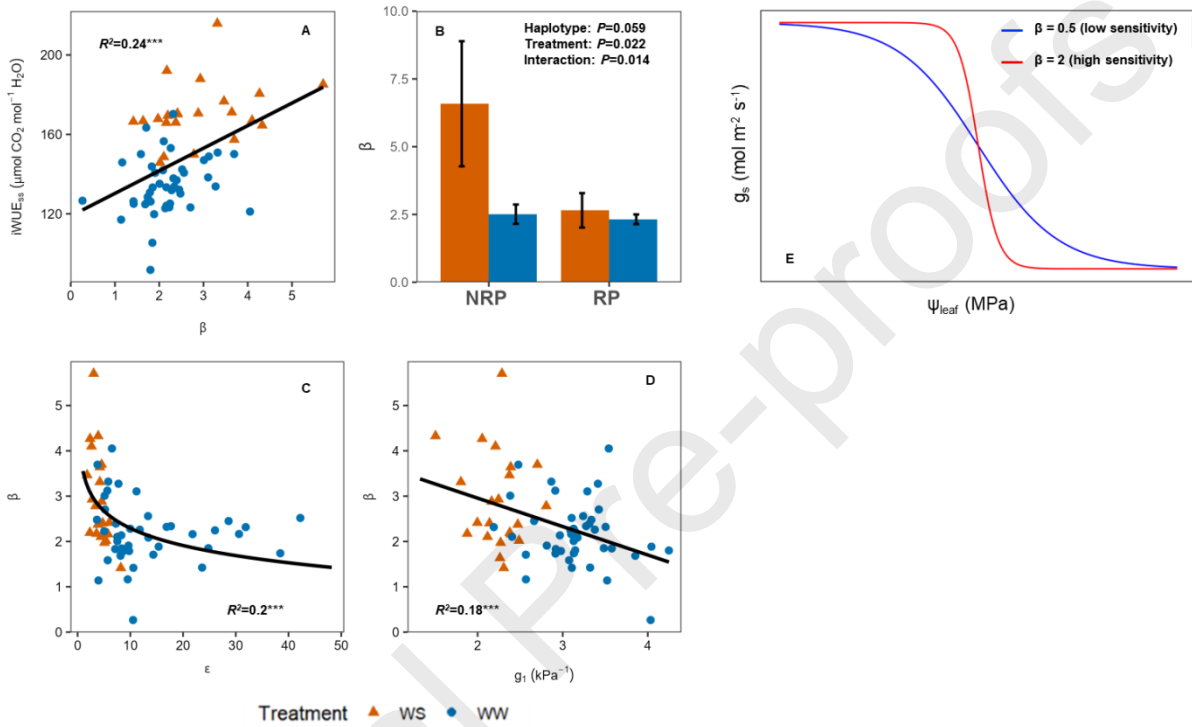 A
R²=0.24***
220
180
160
140
120
iWUEss (μmol CO₂ mol⁻¹ H₂O)
0 1 2 3 4 5
β
B
Haplotype: P=0.059
Treatment: P=0.022
Interaction: P=0.014
10.0
7.5
5.0
2.5
0.0
β
NRP RP
β = 0.5 (low sensitivity)
β = 2 (high sensitivity)
gs (mol m⁻² s⁻¹)
E
Ψleaf (MPa)
C
5
4
3
2
1
0
β
R²=0.2***
0 10 20 30 40 50
ε
D
5
4
3
2
1
0
β
R²=0.18***
2 3 4
g₁ (kPa⁻¹)
Treatment WS WW
Pre-proofs